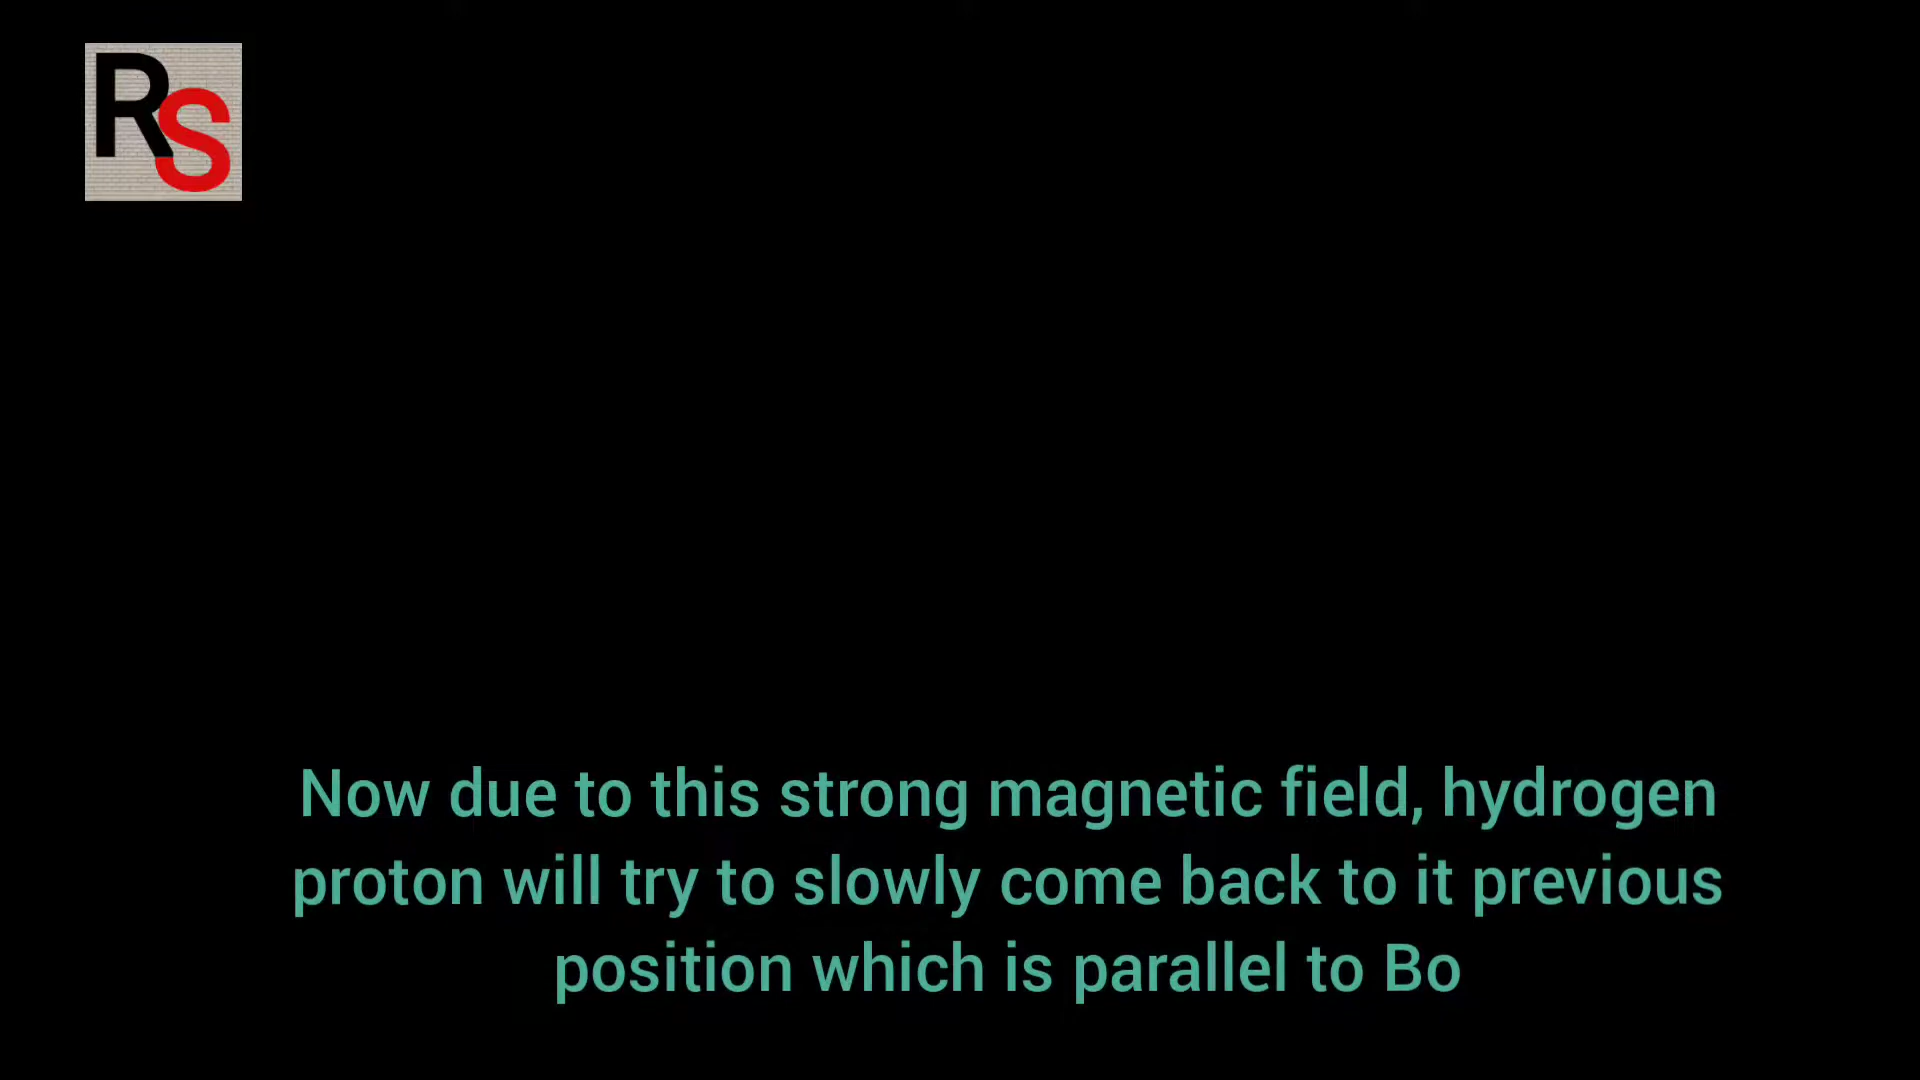 RS
Now due to this strong magnetic field, hydrogen
proton will try to slowly come back to it previous
position which is parallel to Bo